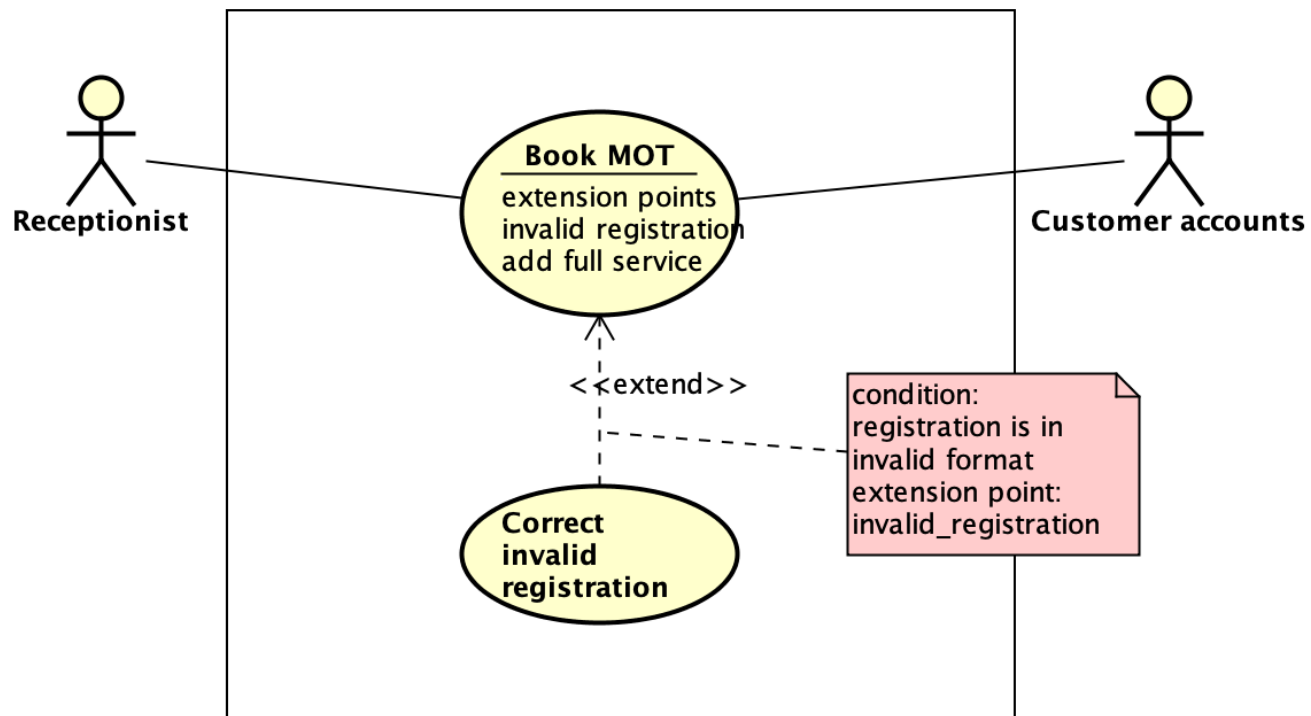 Book MOT
extension points
invalid registration
add full service
Receptionist
Customer accounts
<<extend>>
condition:
registration is in
invalid format
extension point:
invalid_registration
Correct
invalid
registration